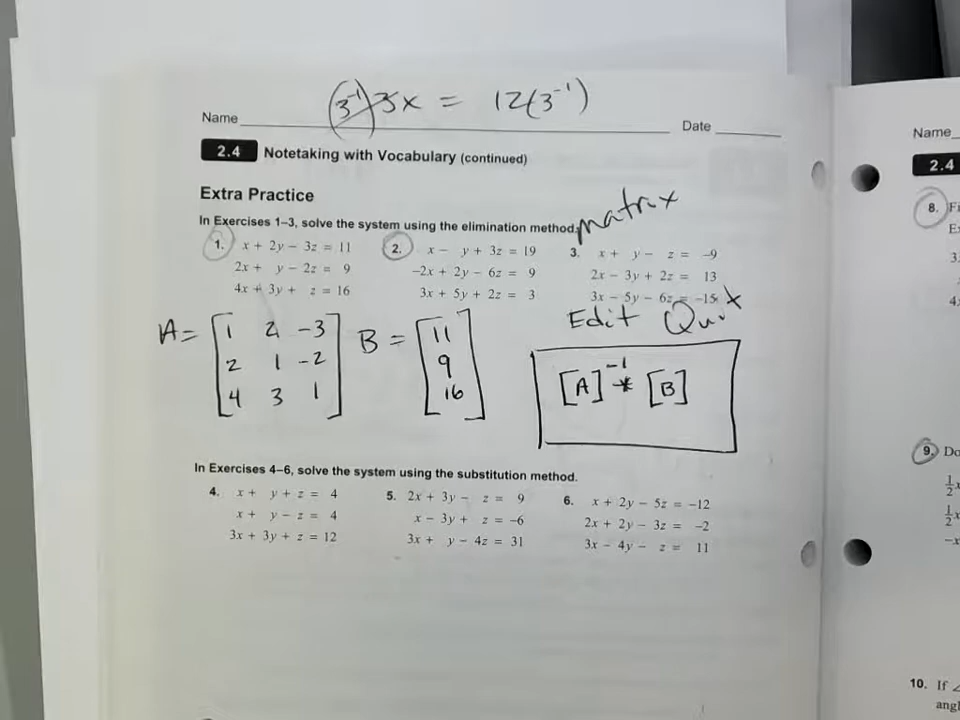 (3⁻¹)3x = 12(3⁻¹)
Name Date
2.4 Notetaking with Vocabulary (continued)
Extra Practice
In Exercises 1–3, solve the system using the elimination method.
matrix
1. x + 2y − 3z = 11
2x + y − 2z = 9
4x + 3y + z = 16
2. x − y + 3z = 19
−2x + 2y − 6z = 9
3x + 5y + 2z = 3
3. x + y − z = −9
2x − 3y + 2z = 13
3x − 5y − 6z = −15
Edit Quit
A = [1 2 −3
2 1 −2
4 3 1]
B = [11
9
16]
[A]⁻¹ * [B]
In Exercises 4–6, solve the system using the substitution method.
4. x + y + z = 4
x + y − z = 4
3x + 3y + z = 12
5. 2x + 3y − z = 9
x − 3y + z = −6
3x + y − 4z = 31
6. x + 2y − 5z = −12
2x + 2y − 3z = −2
3x − 4y − z = 11
Name
2.4
8.
3.
4.
9.
10. If ∠